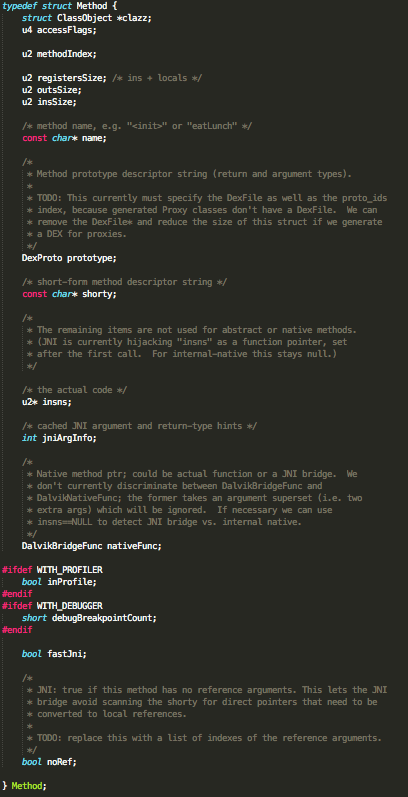 typedef struct Method {
    struct ClassObject *clazz;
    u4 accessFlags;

    u2 methodIndex;

    u2 registersSize; /* ins + locals */
    u2 outsSize;
    u2 insSize;

    /* method name, e.g. "<init>" or "eatLunch" */
    const char* name;

    /*
     * Method prototype descriptor string (return and argument types).
     *
     * TODO: This currently must specify the DexFile as well as the proto_ids
     * index, because generated Proxy classes don't have a DexFile.  We can
     * remove the DexFile* and reduce the size of this struct if we generate
     * a DEX for proxies.
     */
    DexProto prototype;

    /* short-form method descriptor string */
    const char* shorty;

    /*
     * The remaining items are not used for abstract or native methods.
     * (JNI is currently hijacking "insns" as a function pointer, set
     * after the first call.  For internal-native this stays null.)
     */

    /* the actual code */
    u2* insns;

    /* cached JNI argument and return-type hints */
    int jniArgInfo;

    /*
     * Native method ptr; could be actual function or a JNI bridge.  We
     * don't currently discriminate between DalvikBridgeFunc and
     * DalvikNativeFunc; the former takes an argument superset (i.e. two
     * extra args) which will be ignored.  If necessary we can use
     * insns==NULL to detect JNI bridge vs. internal native.
     */
    DalvikBridgeFunc nativeFunc;

#ifdef WITH_PROFILER
    bool inProfile;
#endif
#ifdef WITH_DEBUGGER
    short debugBreakpointCount;
#endif

    bool fastJni;

    /*
     * JNI: true if this method has no reference arguments. This lets the JNI
     * bridge avoid scanning the shorty for direct pointers that need to be
     * converted to local references.
     *
     * TODO: replace this with a list of indexes of the reference arguments.
     */
    bool noRef;

} Method;